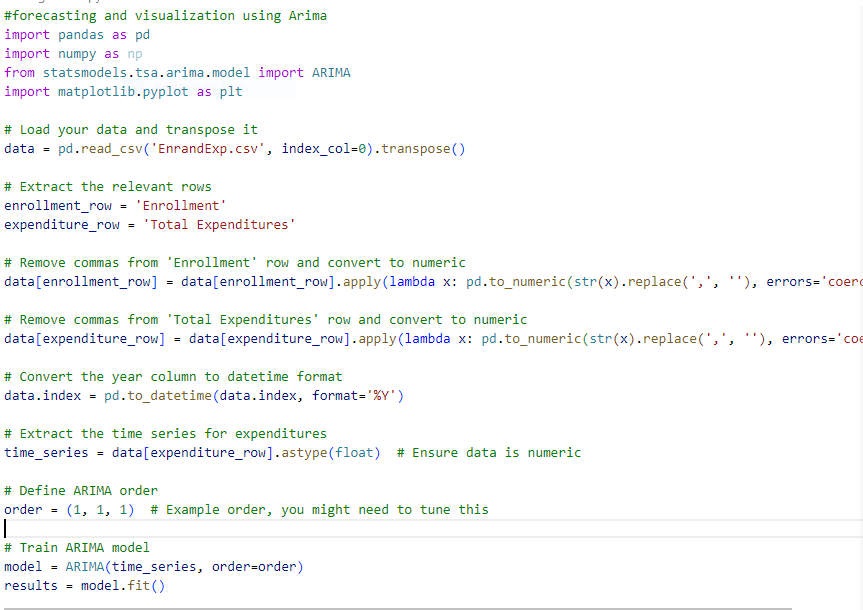 #forecasting and visualization using Arima
import pandas as pd
import numpy as np
from statsmodels.tsa.arima.model import ARIMA
import matplotlib.pyplot as plt
# Load your data and transpose it
data = pd.read_csv('EnrandExp.csv', index_col=0).transpose()
# Extract the relevant rows
enrollment_row = 'Enrollment'
expenditure_row = 'Total Expenditures'
# Remove commas from 'Enrollment' row and convert to numeric
data[enrollment_row] = data[enrollment_row].apply(lambda x: pd.to_numeric(str(x).replace(',', ''), errors='coerc
# Remove commas from 'Total Expenditures' row and convert to numeric
data[expenditure_row] = data[expenditure_row].apply(lambda x: pd.to_numeric(str(x).replace(',', ''), errors='coe
# Convert the year column to datetime format
data.index = pd.to_datetime(data.index, format='%Y')
# Extract the time series for expenditures
time_series = data[expenditure_row].astype(float)  # Ensure data is numeric
# Define ARIMA order
order = (1, 1, 1)  # Example order, you might need to tune this
# Train ARIMA model
model = ARIMA(time_series, order=order)
results = model.fit()